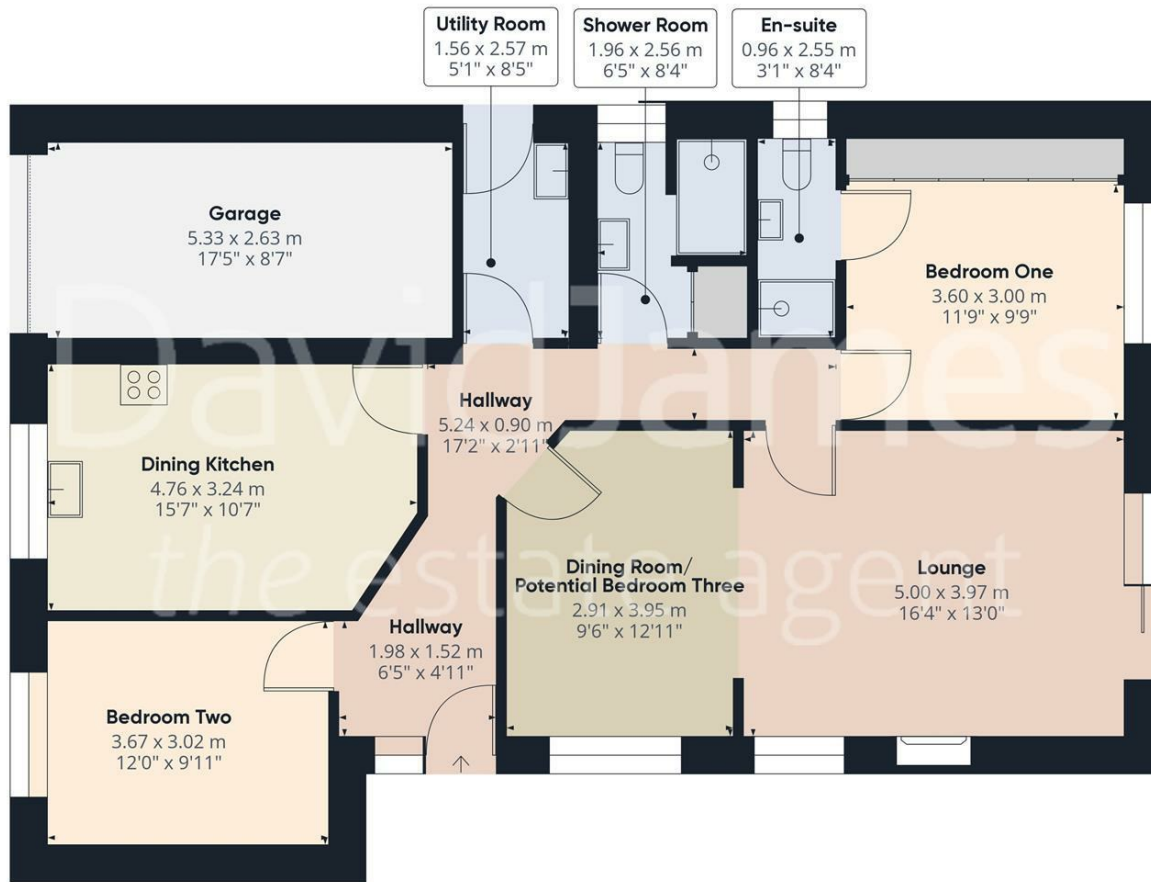 Utility Room
1.56 x 2.57 m
5'1" x 8'5"
Shower Room
1.96 x 2.56 m
6'5" x 8'4"
En-suite
0.96 x 2.55 m
3'1" x 8'4"
Garage
5.33 x 2.63 m
17'5" x 8'7"
Bedroom One
3.60 x 3.00 m
11'9" x 9'9"
Hallway
5.24 x 0.90 m
17'2" x 2'11"
Dining Kitchen
4.76 x 3.24 m
15'7" x 10'7"
Dining Room/
Potential Bedroom Three
2.91 x 3.95 m
9'6" x 12'11"
Lounge
5.00 x 3.97 m
16'4" x 13'0"
Hallway
1.98 x 1.52 m
6'5" x 4'11"
Bedroom Two
3.67 x 3.02 m
12'0" x 9'11"
DavidJames
the estate agent